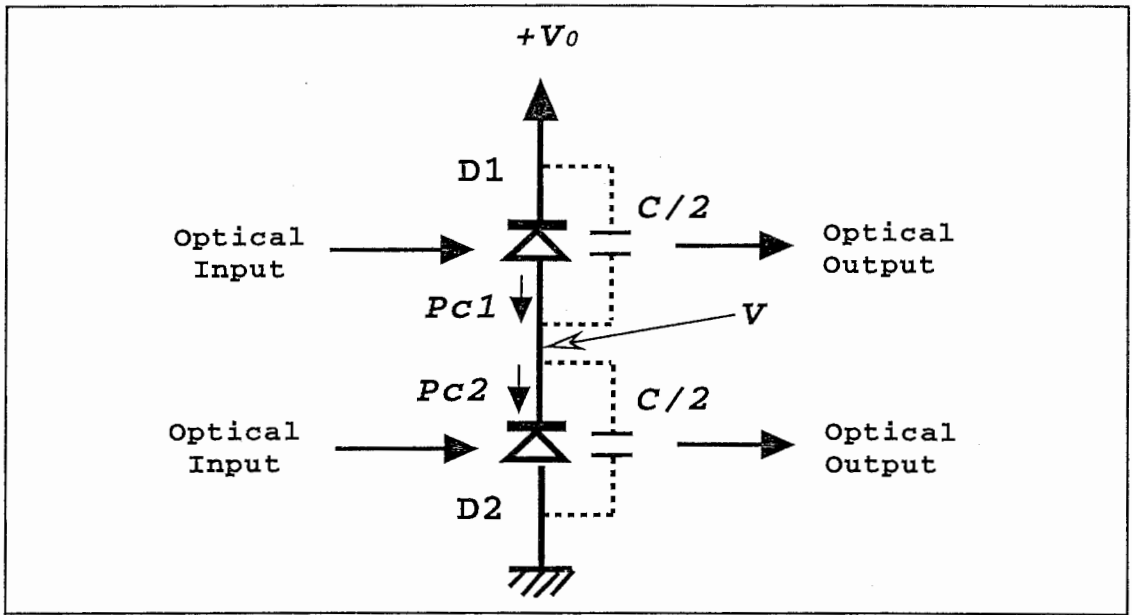 +V0
D1
C/2
Optical
Input
Optical
Output
Pc1
V
Pc2
C/2
Optical
Input
Optical
Output
D2